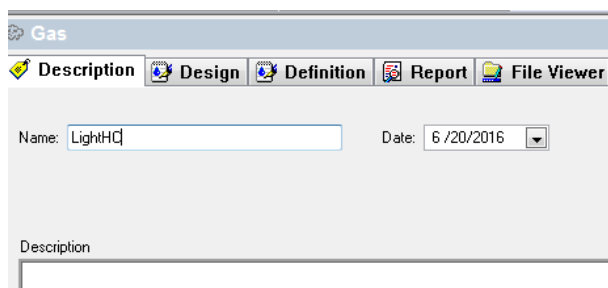 Gas
Description Design Definition Report File Viewer
Name: LightHC Date: 6 /20/2016
Description